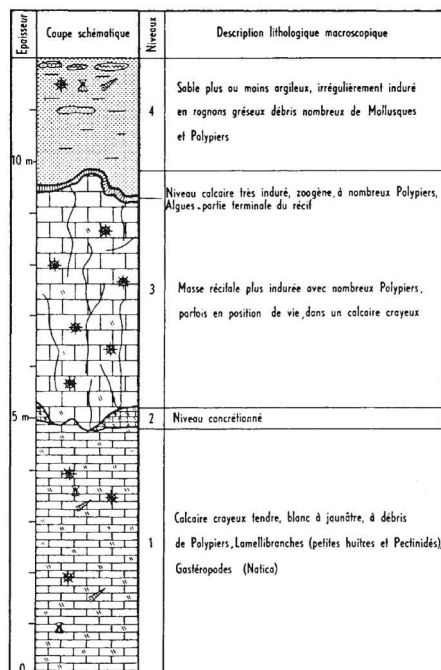 Epaisseur
Coupe schématique
Niveaux
Description lithologique macroscopique
4
Sable plus ou moins argileux, irrégulièrement induré
en rognons gréseux débris nombreux de Mollusques
et Polypiers
10 m
Niveau calcaire très induré, zoogène, à nombreux Polypiers,
Algues-partie terminale du récif
3
Masse récifale plus indurée avec nombreux Polypiers,
parfois en position de vie, dans un calcaire crayeux
5 m
2
Niveau concrétionné
1
Calcaire crayeux tendre, blanc à jaunâtre, à débris
de Polypiers, Lamellibranches (petites huîtres et Pectinidés),
Gastéropodes (Natica)
0